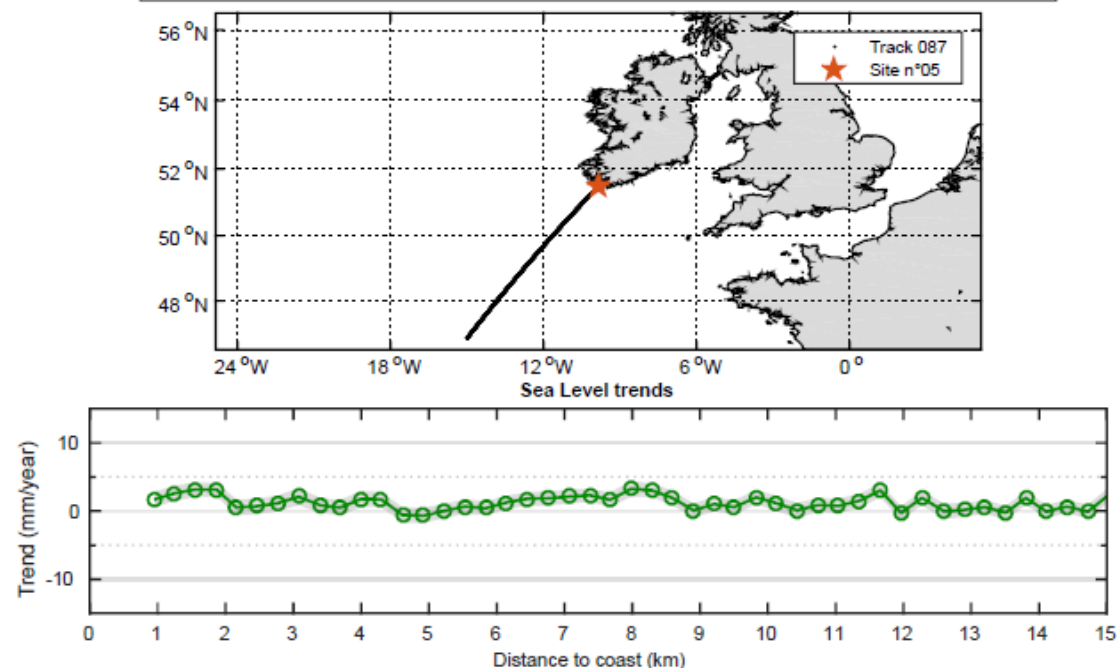 56 °N
54 °N
52 °N
50 °N
48 °N
Track 087
Site n°05
24 °W 18 °W 12 °W 6 °W 0 °
Sea Level trends
Trend (mm/year)
10
0
-10
0 1 2 3 4 5 6 7 8 9 10 11 12 13 14 15
Distance to coast (km)